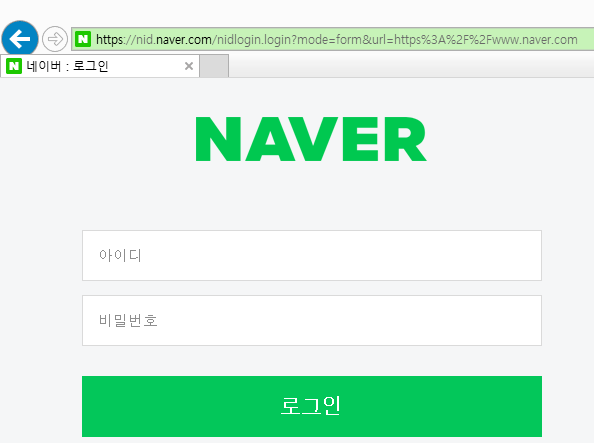 https://nid.naver.com/nidlogin.login?mode=form&url=https%3A%2F%2Fwww.naver.com
네이버 : 로그인
NAVER
아이디
비밀번호
로그인